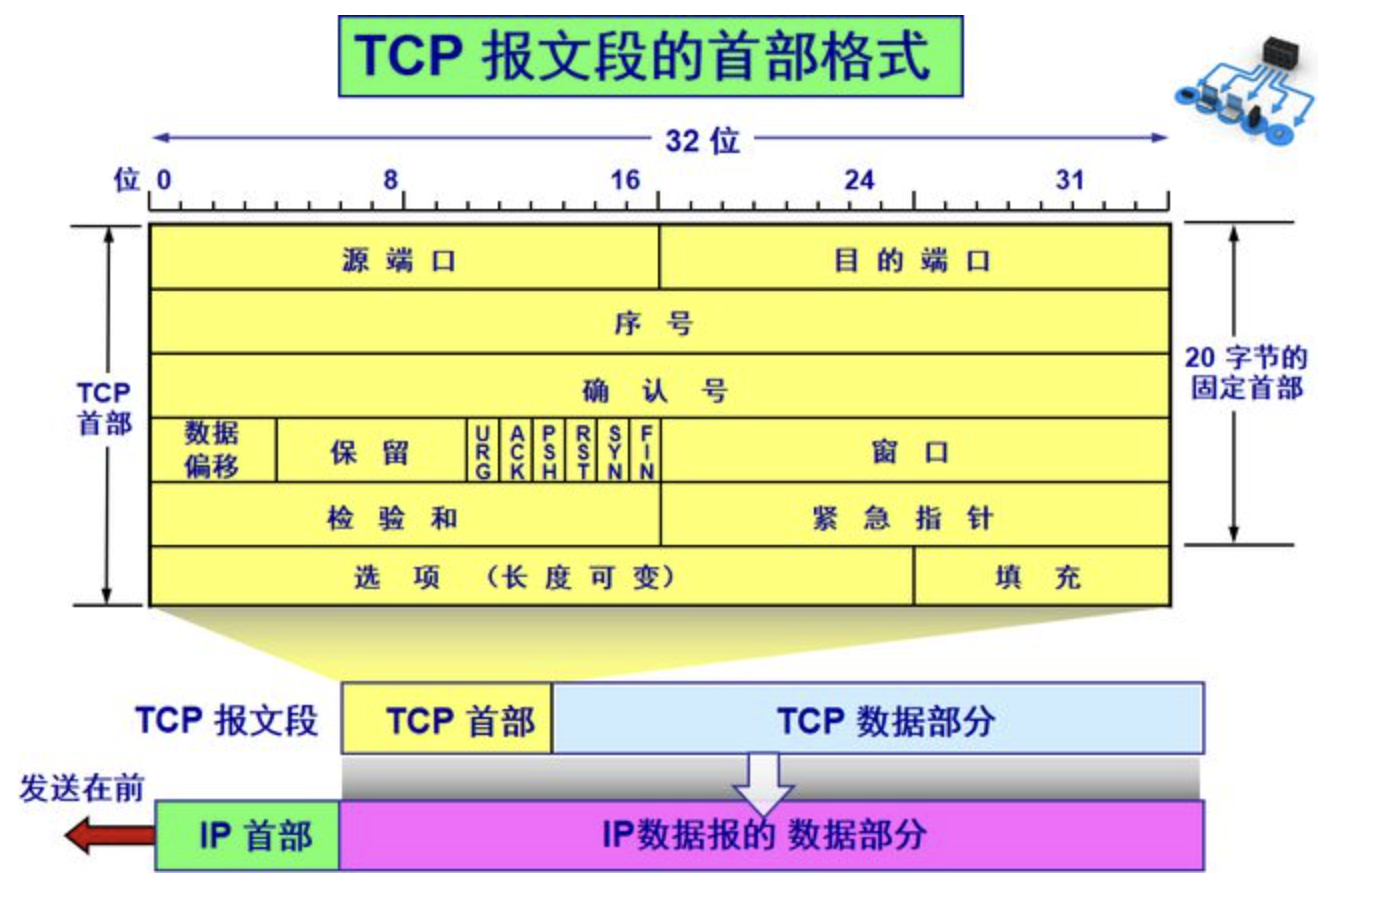 TCP 报文段的首部格式
32 位
位 0 8 16 24 31
源 端 口 目 的 端 口
序 号
确 认 号
TCP
首部
20 字节的
固定首部
数据
偏移
保 留
URG
ACK
PSH
RST
SYN
FIN
窗 口
检 验 和 紧 急 指 针
选 项 (长 度 可 变) 填 充
TCP 报文段 TCP 首部 TCP 数据部分
发送在前
IP 首部 IP数据报的 数据部分